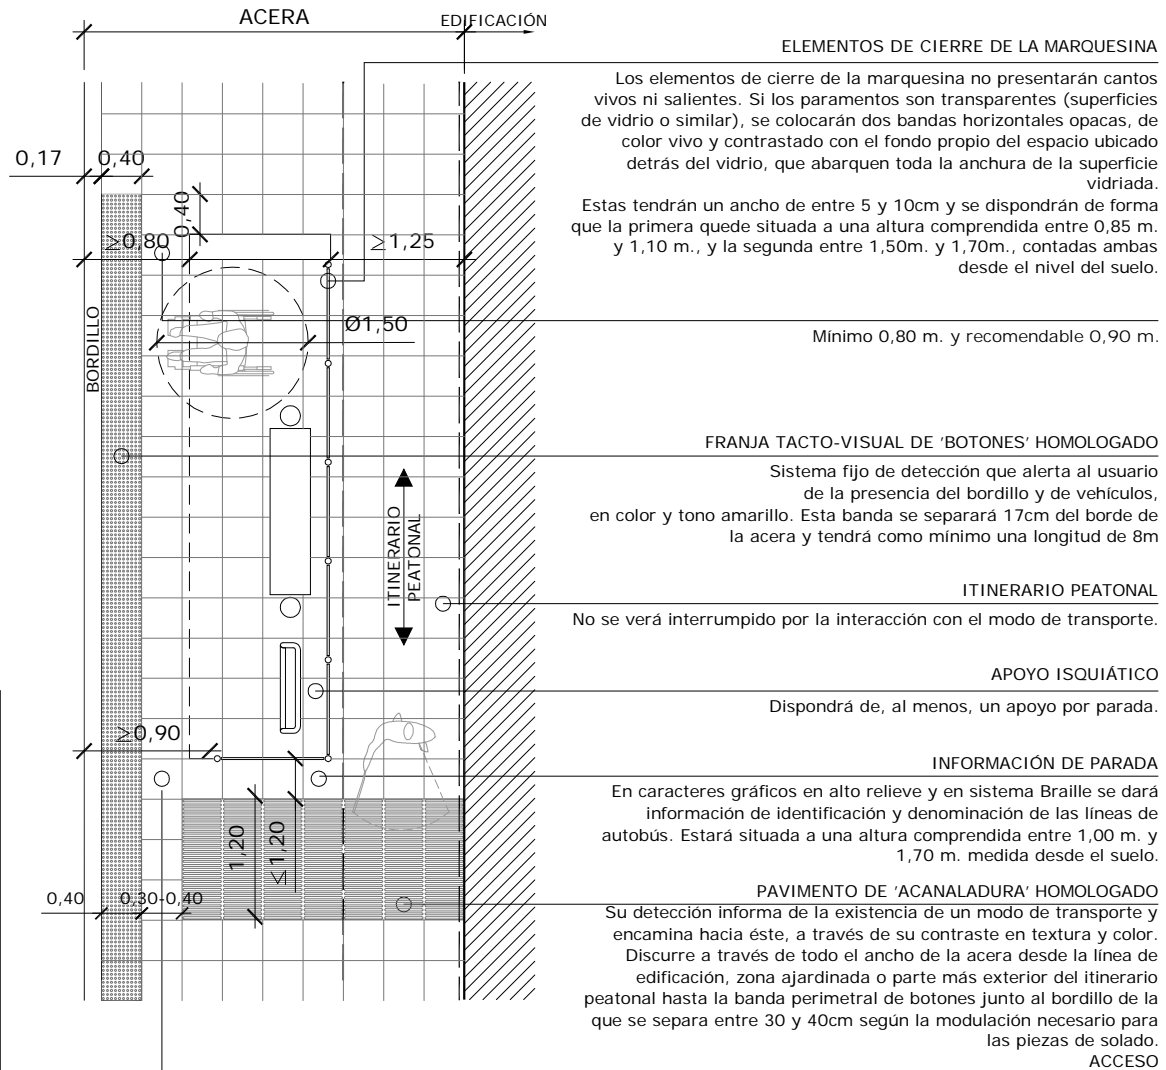 ACERA
EDIFICACIÓN
0,17
0,40
0,40
≥0,80
≥1,25
Ø1,50
BORDILLO
ITINERARIO
PEATONAL
≥0,90
1,20
≤1,20
0,40
0,30-0,40
ELEMENTOS DE CIERRE DE LA MARQUESINA
Los elementos de cierre de la marquesina no presentarán cantos
vivos ni salientes. Si los paramentos son transparentes (superficies
de vidrio o similar), se colocarán dos bandas horizontales opacas, de
color vivo y contrastado con el fondo propio del espacio ubicado
detrás del vidrio, que abarquen toda la anchura de la superficie
vidriada.
Estas tendrán un ancho de entre 5 y 10cm y se dispondrán de forma
que la primera quede situada a una altura comprendida entre 0,85 m.
y 1,10 m., y la segunda entre 1,50m. y 1,70m., contadas ambas
desde el nivel del suelo.
Mínimo 0,80 m. y recomendable 0,90 m.
FRANJA TACTO-VISUAL DE 'BOTONES' HOMOLOGADO
Sistema fijo de detección que alerta al usuario
de la presencia del bordillo y de vehículos,
en color y tono amarillo. Esta banda se separará 17cm del borde de
la acera y tendrá como mínimo una longitud de 8m
ITINERARIO PEATONAL
No se verá interrumpido por la interacción con el modo de transporte.
APOYO ISQUIÁTICO
Dispondrá de, al menos, un apoyo por parada.
INFORMACIÓN DE PARADA
En caracteres gráficos en alto relieve y en sistema Braille se dará
información de identificación y denominación de las líneas de
autobús. Estará situada a una altura comprendida entre 1,00 m. y
1,70 m. medida desde el suelo.
PAVIMENTO DE 'ACANALADURA' HOMOLOGADO
Su detección informa de la existencia de un modo de transporte y
encamina hacia éste, a través de su contraste en textura y color.
Discurre a través de todo el ancho de la acera desde la línea de
edificación, zona ajardinada o parte más exterior del itinerario
peatonal hasta la banda perimetral de botones junto al bordillo de la
que se separa entre 30 y 40cm según la modulación necesario para
las piezas de solado.
ACCESO